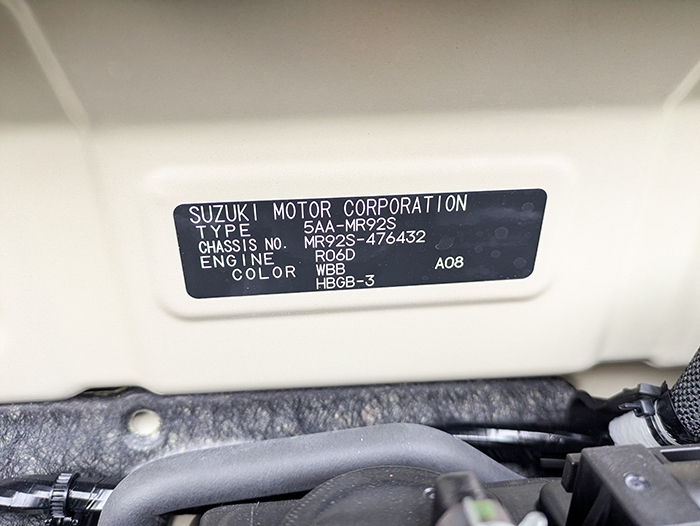 SUZUKI MOTOR CORPORATION
TYPE 5AA-MR92S
CHASSIS NO. MR92S-476432
ENGINE R06D
COLOR WBB A08
HBGB-3